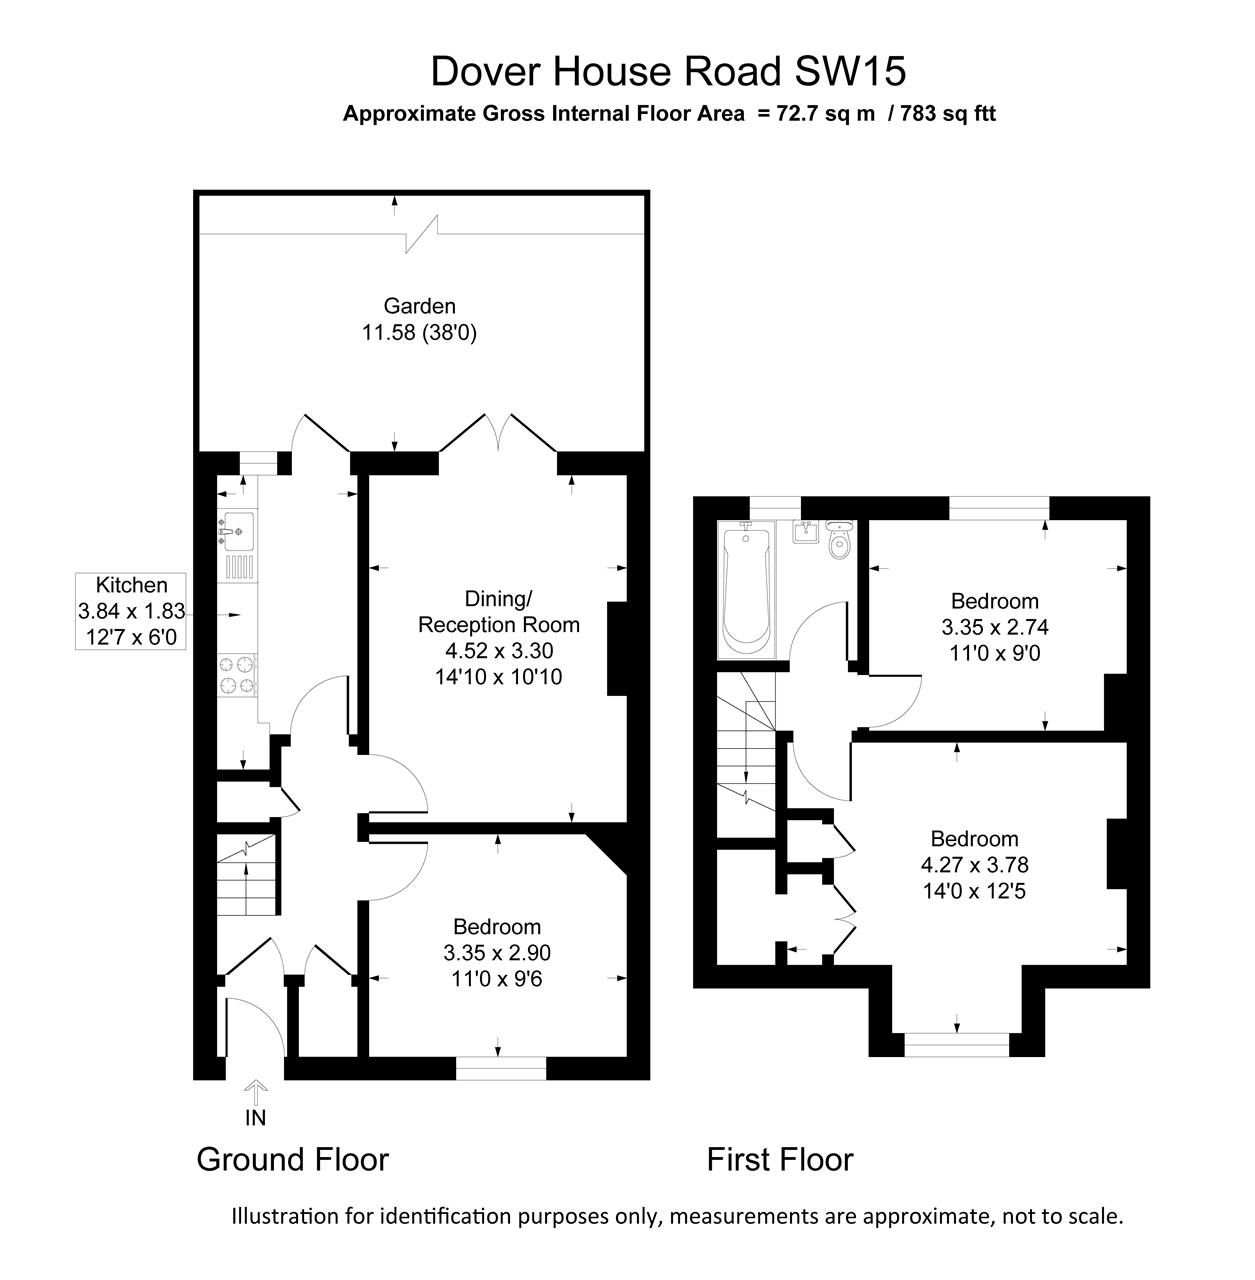 Dover House Road SW15
Approximate Gross Internal Floor Area = 72.7 sq m / 783 sq ftt
Garden
11.58 (38'0)
Kitchen
3.84 x 1.83
12'7 x 6'0
Dining/
Reception Room
4.52 x 3.30
14'10 x 10'10
Bedroom
3.35 x 2.90
11'0 x 9'6
IN
Ground Floor
Bedroom
3.35 x 2.74
11'0 x 9'0
Bedroom
4.27 x 3.78
14'0 x 12'5
First Floor
Illustration for identification purposes only, measurements are approximate, not to scale.